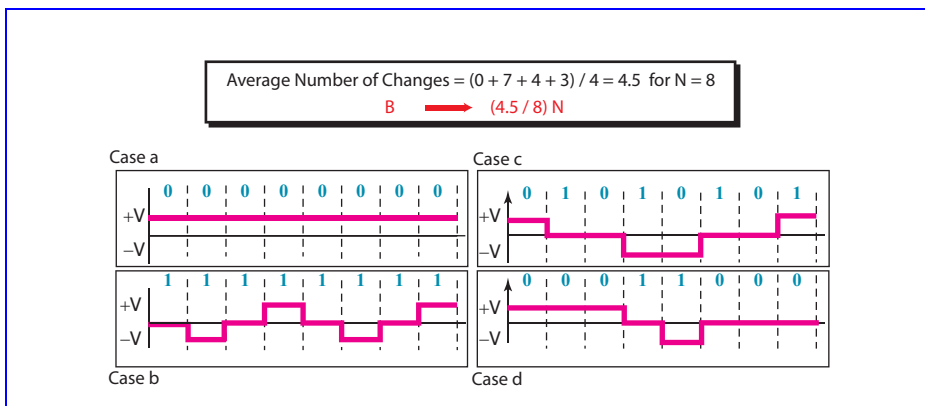 Average Number of Changes = (0 + 7 + 4 + 3) / 4 = 4.5 for N = 8
B (4.5 / 8) N
Case a
0 0 0 0 0 0 0 0
+V
−V
1 1 1 1 1 1 1 1
+V
−V
Case b
Case c
0 1 0 1 0 1 0 1
+V
−V
0 0 0 1 1 0 0 0
+V
−V
Case d